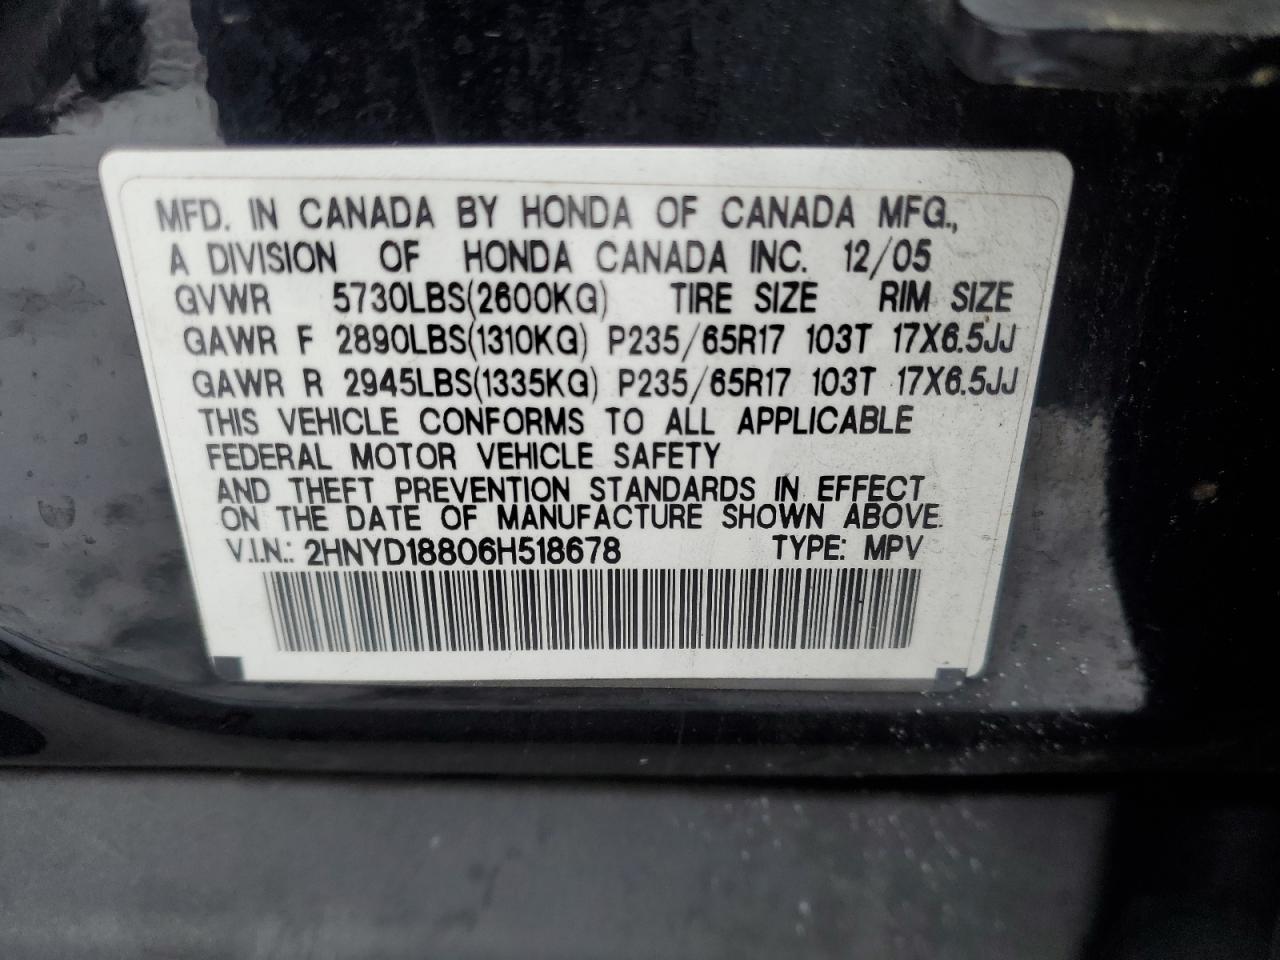 MFD. IN CANADA BY HONDA OF CANADA MFG.,
A DIVISION OF HONDA CANADA INC. 12/05
GVWR 5730LBS(2600KG) TIRE SIZE RIM SIZE
GAWR F 2890LBS(1310KG) P235/65R17 103T 17X6.5JJ
GAWR R 2945LBS(1335KG) P235/65R17 103T 17X6.5JJ
THIS VEHICLE CONFORMS TO ALL APPLICABLE
FEDERAL MOTOR VEHICLE SAFETY
AND THEFT PREVENTION STANDARDS IN EFFECT
ON THE DATE OF MANUFACTURE SHOWN ABOVE.
V.I.N.: 2HNYD18806H518678 TYPE: MPV